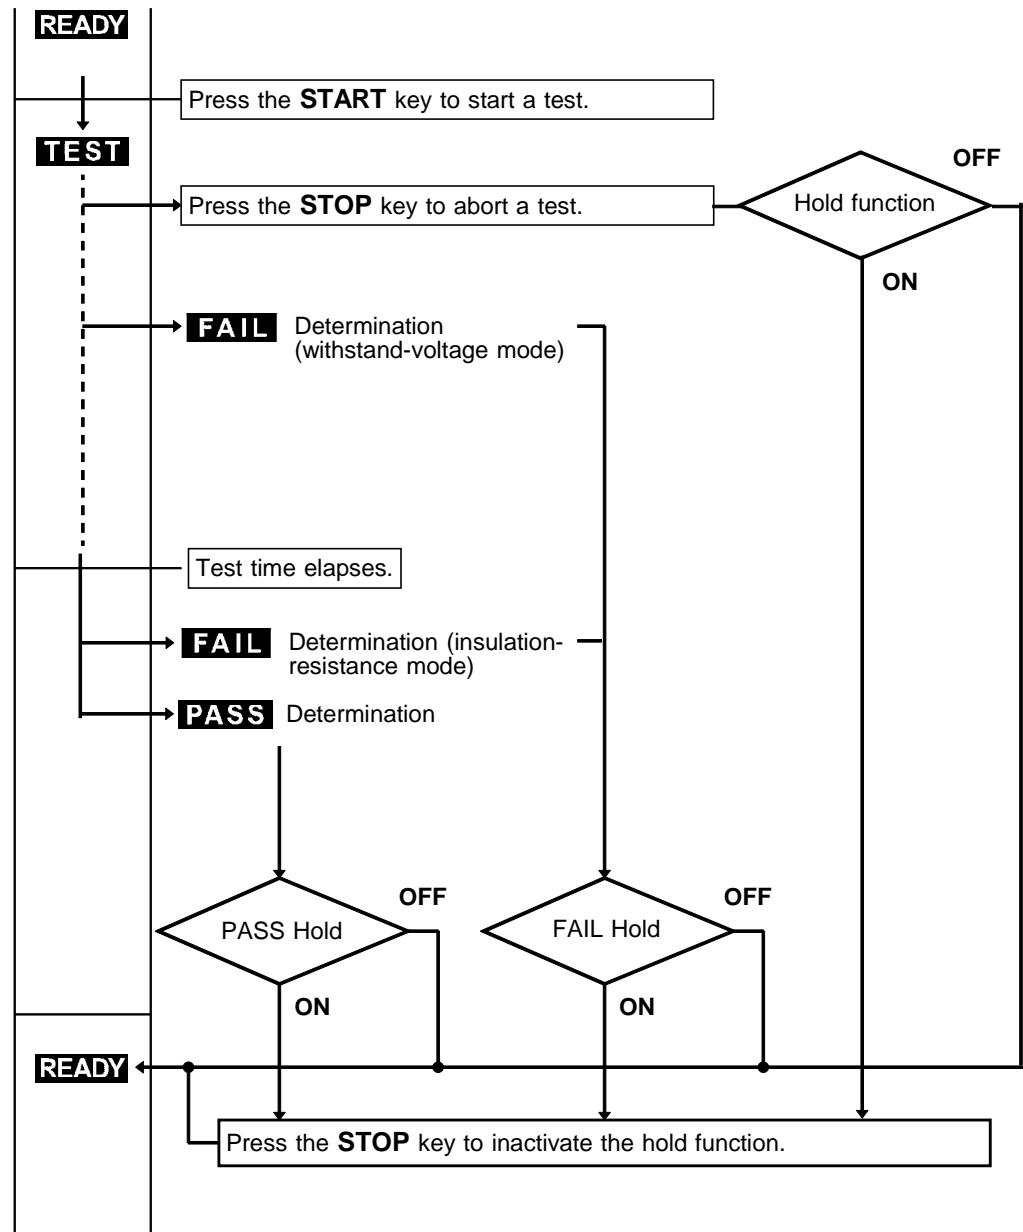 READY
Press the START key to start a test.
TEST
OFF
Press the STOP key to abort a test.
Hold function
ON
FAIL Determination
(withstand-voltage mode)
Test time elapses.
FAIL Determination (insulation-
resistance mode)
PASS Determination
OFF
OFF
PASS Hold
FAIL Hold
ON
ON
READY
Press the STOP key to inactivate the hold function.